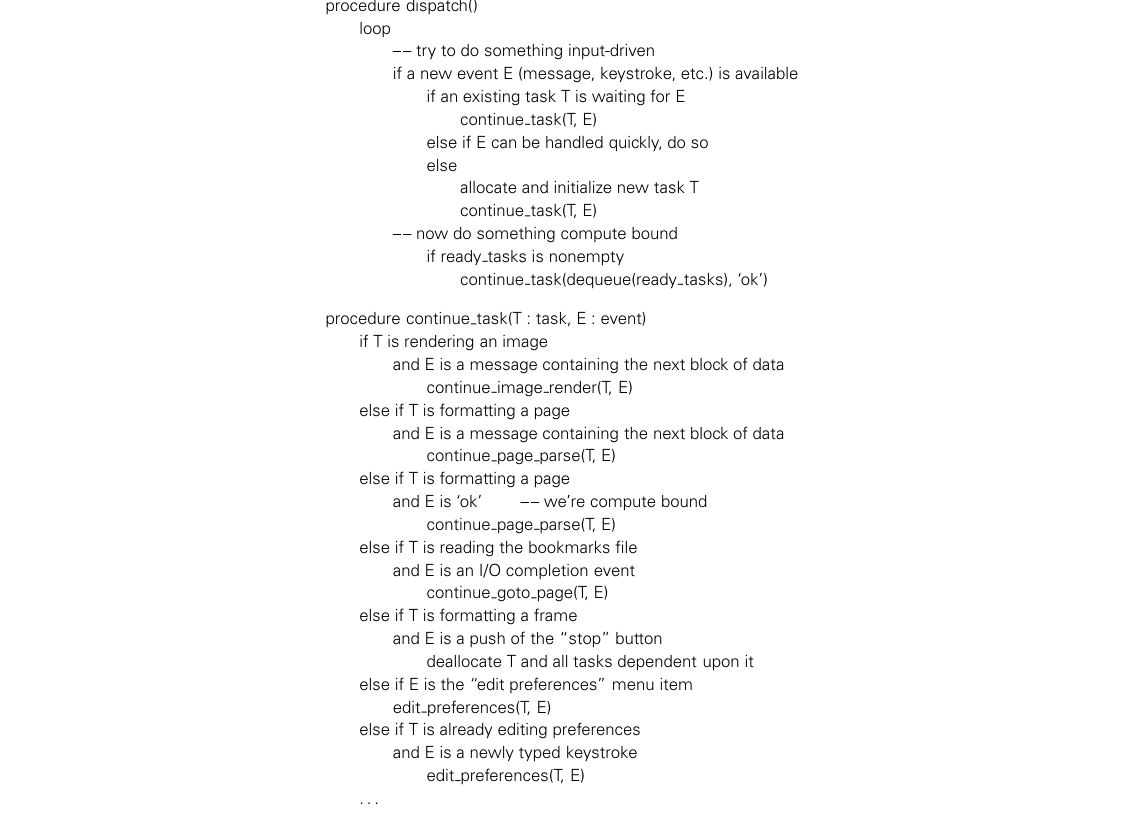 procedure dispatch()
loop
−− try to do something input-driven
if a new event E (message, keystroke, etc.) is available
if an existing task T is waiting for E
continue_task(T, E)
else if E can be handled quickly, do so
else
allocate and initialize new task T
continue_task(T, E)
−− now do something compute bound
if ready_tasks is nonempty
continue_task(dequeue(ready_tasks), ‘ok’)
procedure continue_task(T : task, E : event)
if T is rendering an image
and E is a message containing the next block of data
continue_image_render(T, E)
else if T is formatting a page
and E is a message containing the next block of data
continue_page_parse(T, E)
else if T is formatting a page
and E is ‘ok’ −− we’re compute bound
continue_page_parse(T, E)
else if T is reading the bookmarks file
and E is an I/O completion event
continue_goto_page(T, E)
else if T is formatting a frame
and E is a push of the “stop” button
deallocate T and all tasks dependent upon it
else if E is the “edit preferences” menu item
edit_preferences(T, E)
else if T is already editing preferences
and E is a newly typed keystroke
edit_preferences(T, E)
. . .